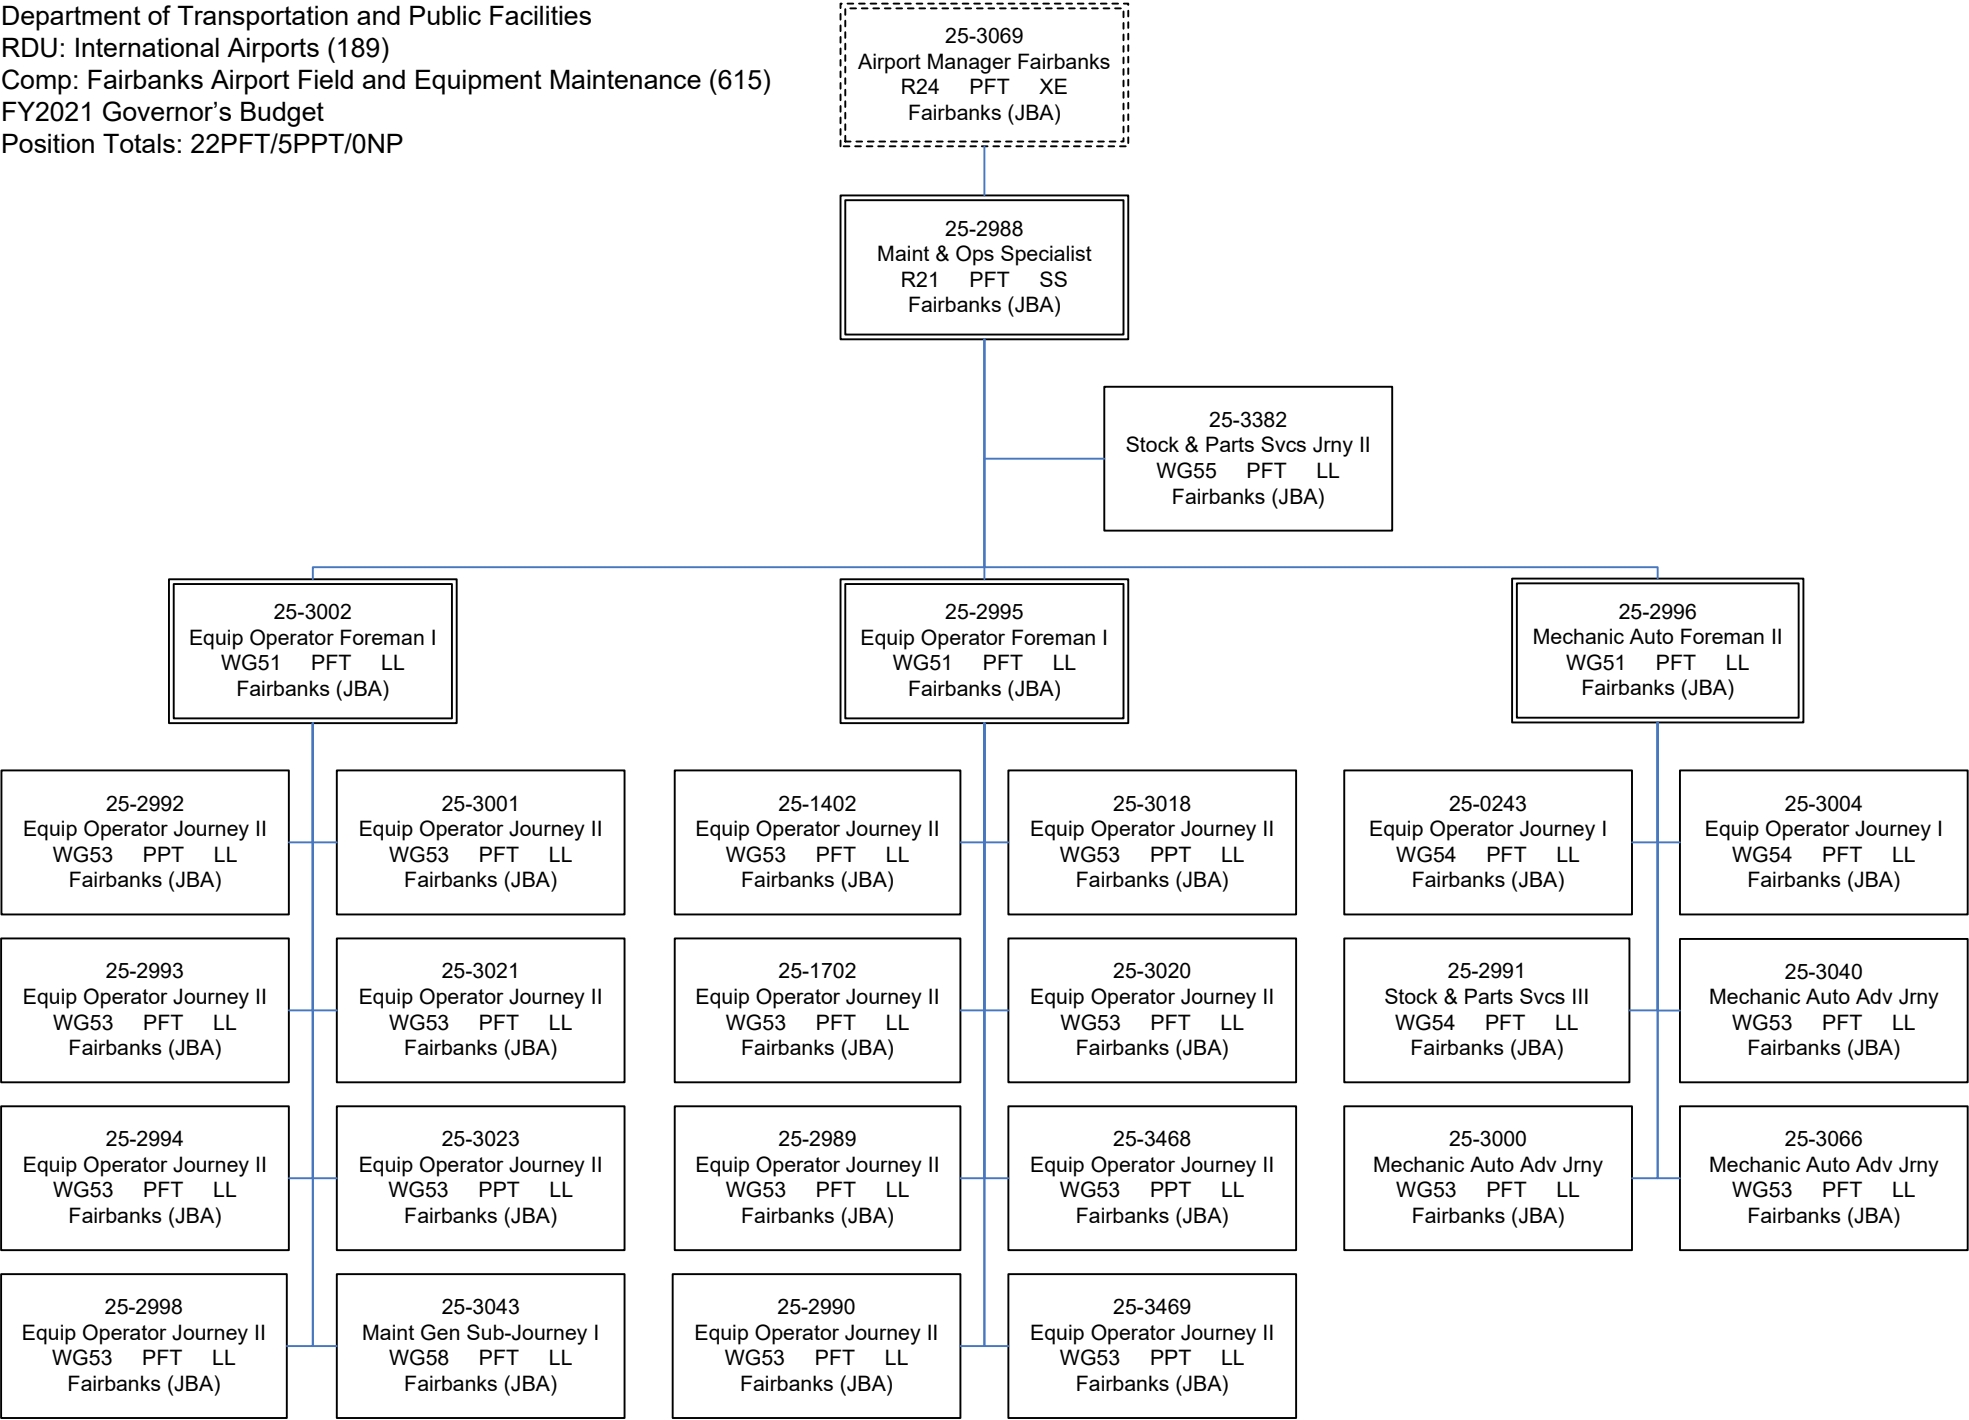 Department of Transportation and Public Facilities
RDU: International Airports (189)
Comp: Fairbanks Airport Field and Equipment Maintenance (615)
FY2021 Governor’s Budget
Position Totals: 22PFT/5PPT/0NP
25-3069
Airport Manager Fairbanks
R24 PFT XE
Fairbanks (JBA)
25-2988
Maint & Ops Specialist
R21 PFT SS
Fairbanks (JBA)
25-3382
Stock & Parts Svcs Jrny II
WG55 PFT LL
Fairbanks (JBA)
25-3002
Equip Operator Foreman I
WG51 PFT LL
Fairbanks (JBA)
25-2995
Equip Operator Foreman I
WG51 PFT LL
Fairbanks (JBA)
25-2996
Mechanic Auto Foreman II
WG51 PFT LL
Fairbanks (JBA)
25-2992
Equip Operator Journey II
WG53 PPT LL
Fairbanks (JBA)
25-3001
Equip Operator Journey II
WG53 PFT LL
Fairbanks (JBA)
25-1402
Equip Operator Journey II
WG53 PFT LL
Fairbanks (JBA)
25-3018
Equip Operator Journey II
WG53 PPT LL
Fairbanks (JBA)
25-0243
Equip Operator Journey I
WG54 PFT LL
Fairbanks (JBA)
25-3004
Equip Operator Journey I
WG54 PFT LL
Fairbanks (JBA)
25-2993
Equip Operator Journey II
WG53 PFT LL
Fairbanks (JBA)
25-3021
Equip Operator Journey II
WG53 PFT LL
Fairbanks (JBA)
25-1702
Equip Operator Journey II
WG53 PFT LL
Fairbanks (JBA)
25-3020
Equip Operator Journey II
WG53 PFT LL
Fairbanks (JBA)
25-2991
Stock & Parts Svcs III
WG54 PFT LL
Fairbanks (JBA)
25-3040
Mechanic Auto Adv Jrny
WG53 PFT LL
Fairbanks (JBA)
25-2994
Equip Operator Journey II
WG53 PFT LL
Fairbanks (JBA)
25-3023
Equip Operator Journey II
WG53 PPT LL
Fairbanks (JBA)
25-2989
Equip Operator Journey II
WG53 PFT LL
Fairbanks (JBA)
25-3468
Equip Operator Journey II
WG53 PPT LL
Fairbanks (JBA)
25-3000
Mechanic Auto Adv Jrny
WG53 PFT LL
Fairbanks (JBA)
25-3066
Mechanic Auto Adv Jrny
WG53 PFT LL
Fairbanks (JBA)
25-2998
Equip Operator Journey II
WG53 PFT LL
Fairbanks (JBA)
25-3043
Maint Gen Sub-Journey I
WG58 PFT LL
Fairbanks (JBA)
25-2990
Equip Operator Journey II
WG53 PFT LL
Fairbanks (JBA)
25-3469
Equip Operator Journey II
WG53 PPT LL
Fairbanks (JBA)